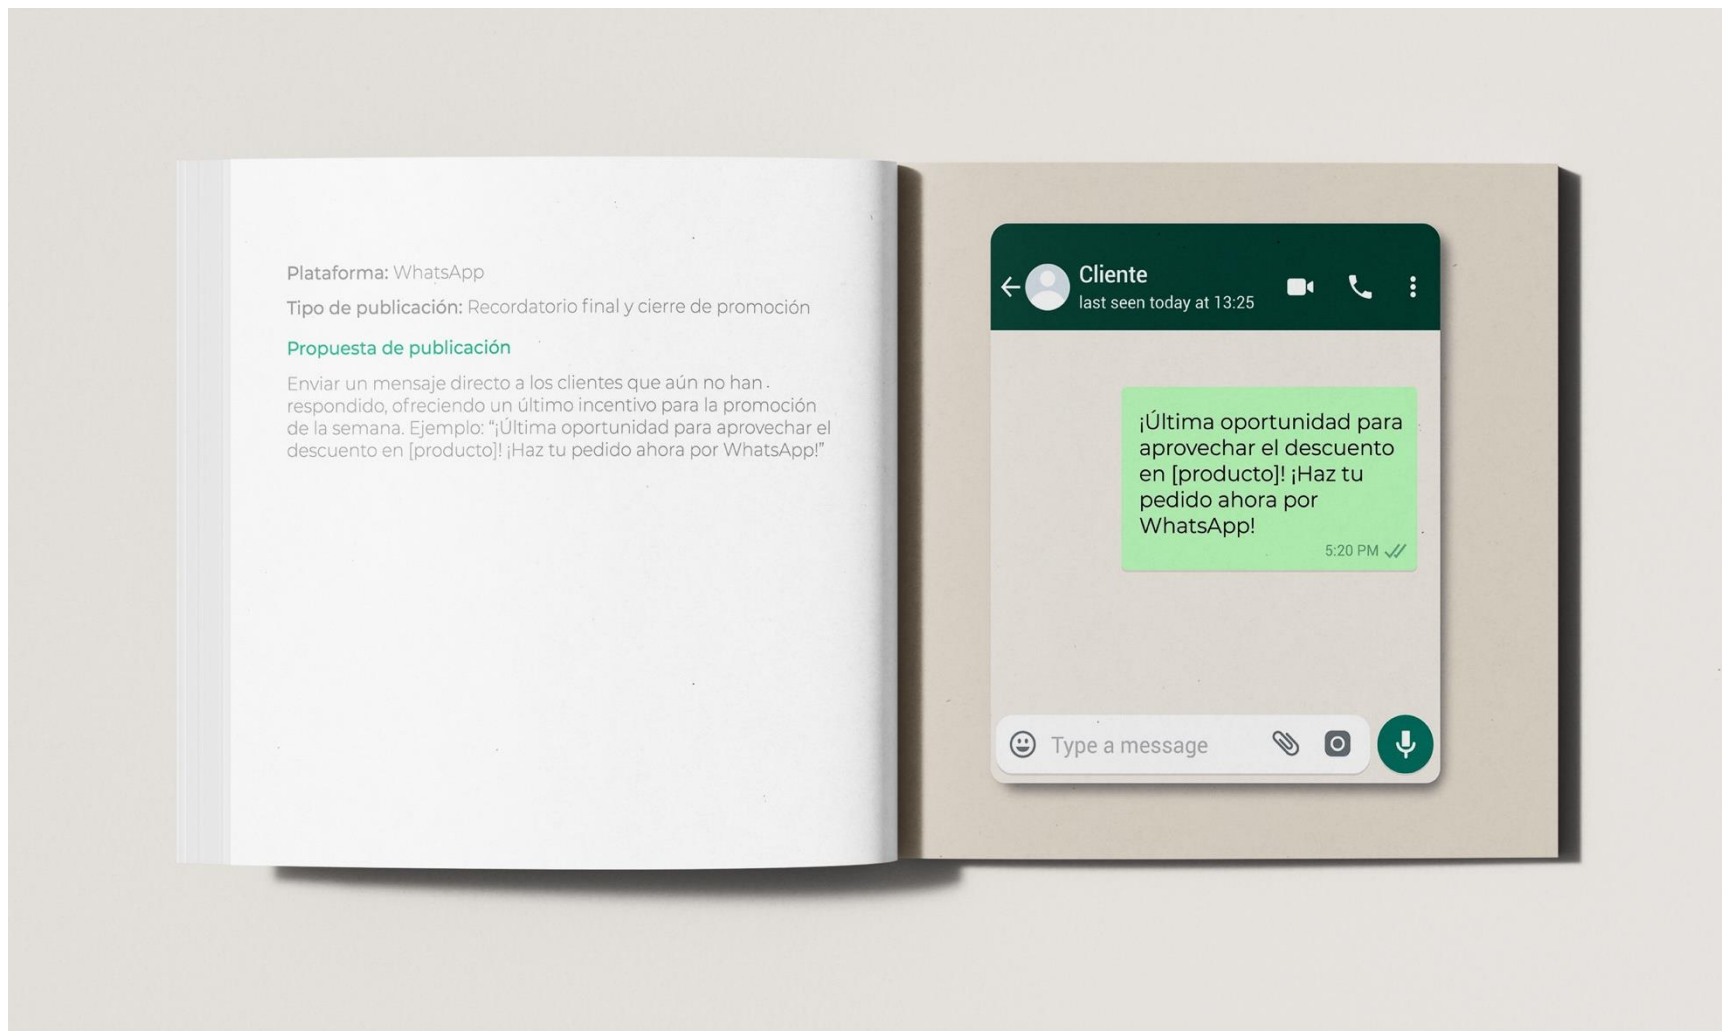 Plataforma: WhatsApp
Tipo de publicación: Recordatorio final y cierre de promoción
Propuesta de publicación
Enviar un mensaje directo a los clientes que aún no han
respondido, ofreciendo un último incentivo para la promoción
de la semana. Ejemplo: “¡Última oportunidad para aprovechar el
descuento en [producto]! ¡Haz tu pedido ahora por WhatsApp!”
Cliente
last seen today at 13:25
¡Última oportunidad para
aprovechar el descuento
en [producto]! ¡Haz tu
pedido ahora por
WhatsApp!
5:20 PM
Type a message